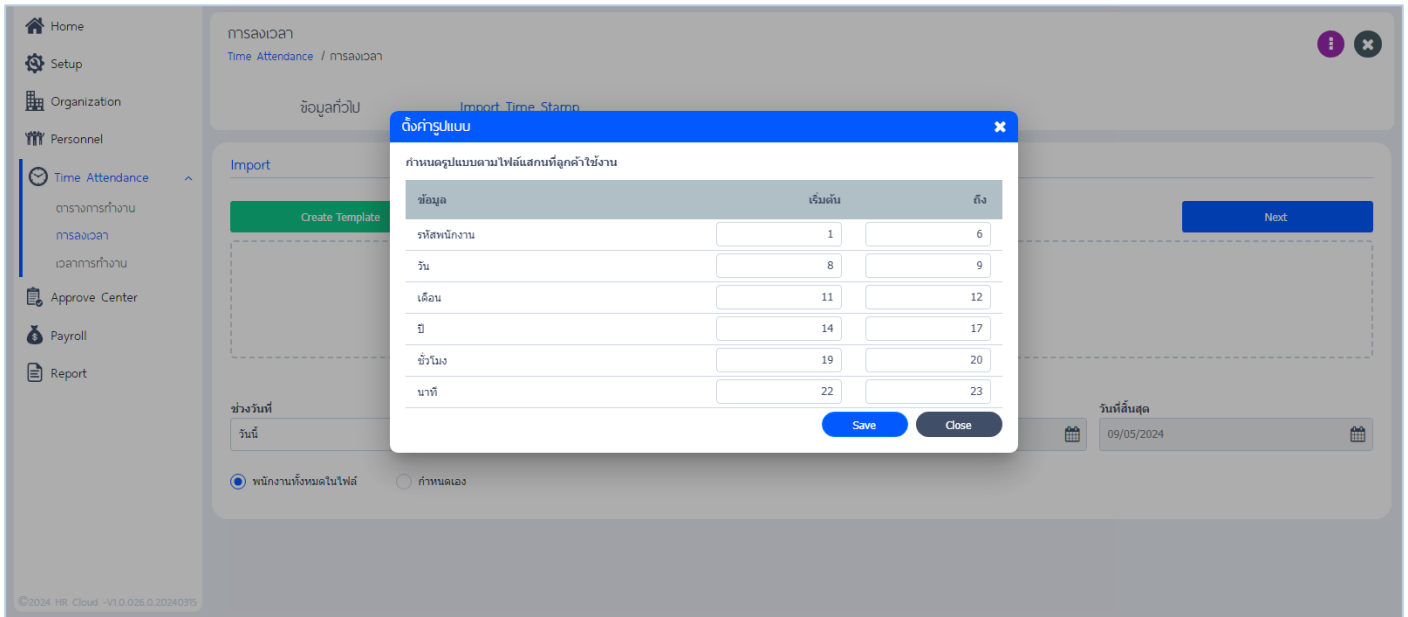 Home
การลงเวลา
Time Attendance / การลงเวลา
Setup
Organization
ข้อมูลทั่วไป Import Time Stamp
Personnel
ตั้งค่ารูปแบบ
Import
กำหนดรูปแบบตามไฟล์แสกนที่ลูกค้าใช้งาน
Time Attendance
ข้อมูล เริ่มต้น ถึง
ตารางการทำงาน
Create Template Next
รหัสพนักงาน 1 6
การลงเวลา
วัน 8 9
เวลาการทำงาน
เดือน 11 12
Approve Center
ปี 14 17
Payroll
ชั่วโมง 19 20
Report
นาที 22 23
ช่วงวันที่ วันที่สิ้นสุด
Save Close
วันนี้ 09/05/2024
พนักงานทั้งหมดในไฟล์ กำหนดเอง
©2024 HR Cloud -V1.0.026.0.20240315